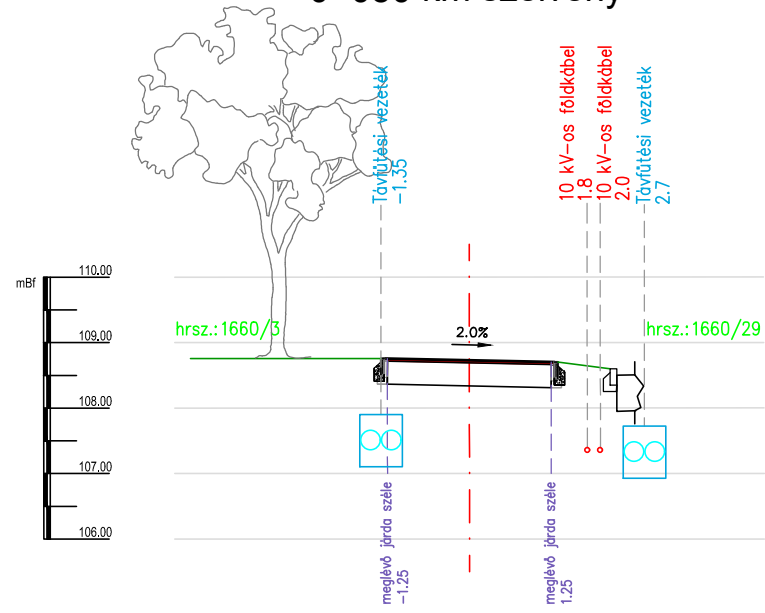 Távfűtési vezeték
-1.35
10 kV-os földkábel
1.8
10 kV-os földkábel
2.0
Távfűtési vezeték
2.7
mBf
110.00
109.00
108.00
107.00
106.00
hrsz.:1660/3
2.0%
hrsz.:1660/29
meglévő járda széle
-1.25
meglévő járda széle
1.25